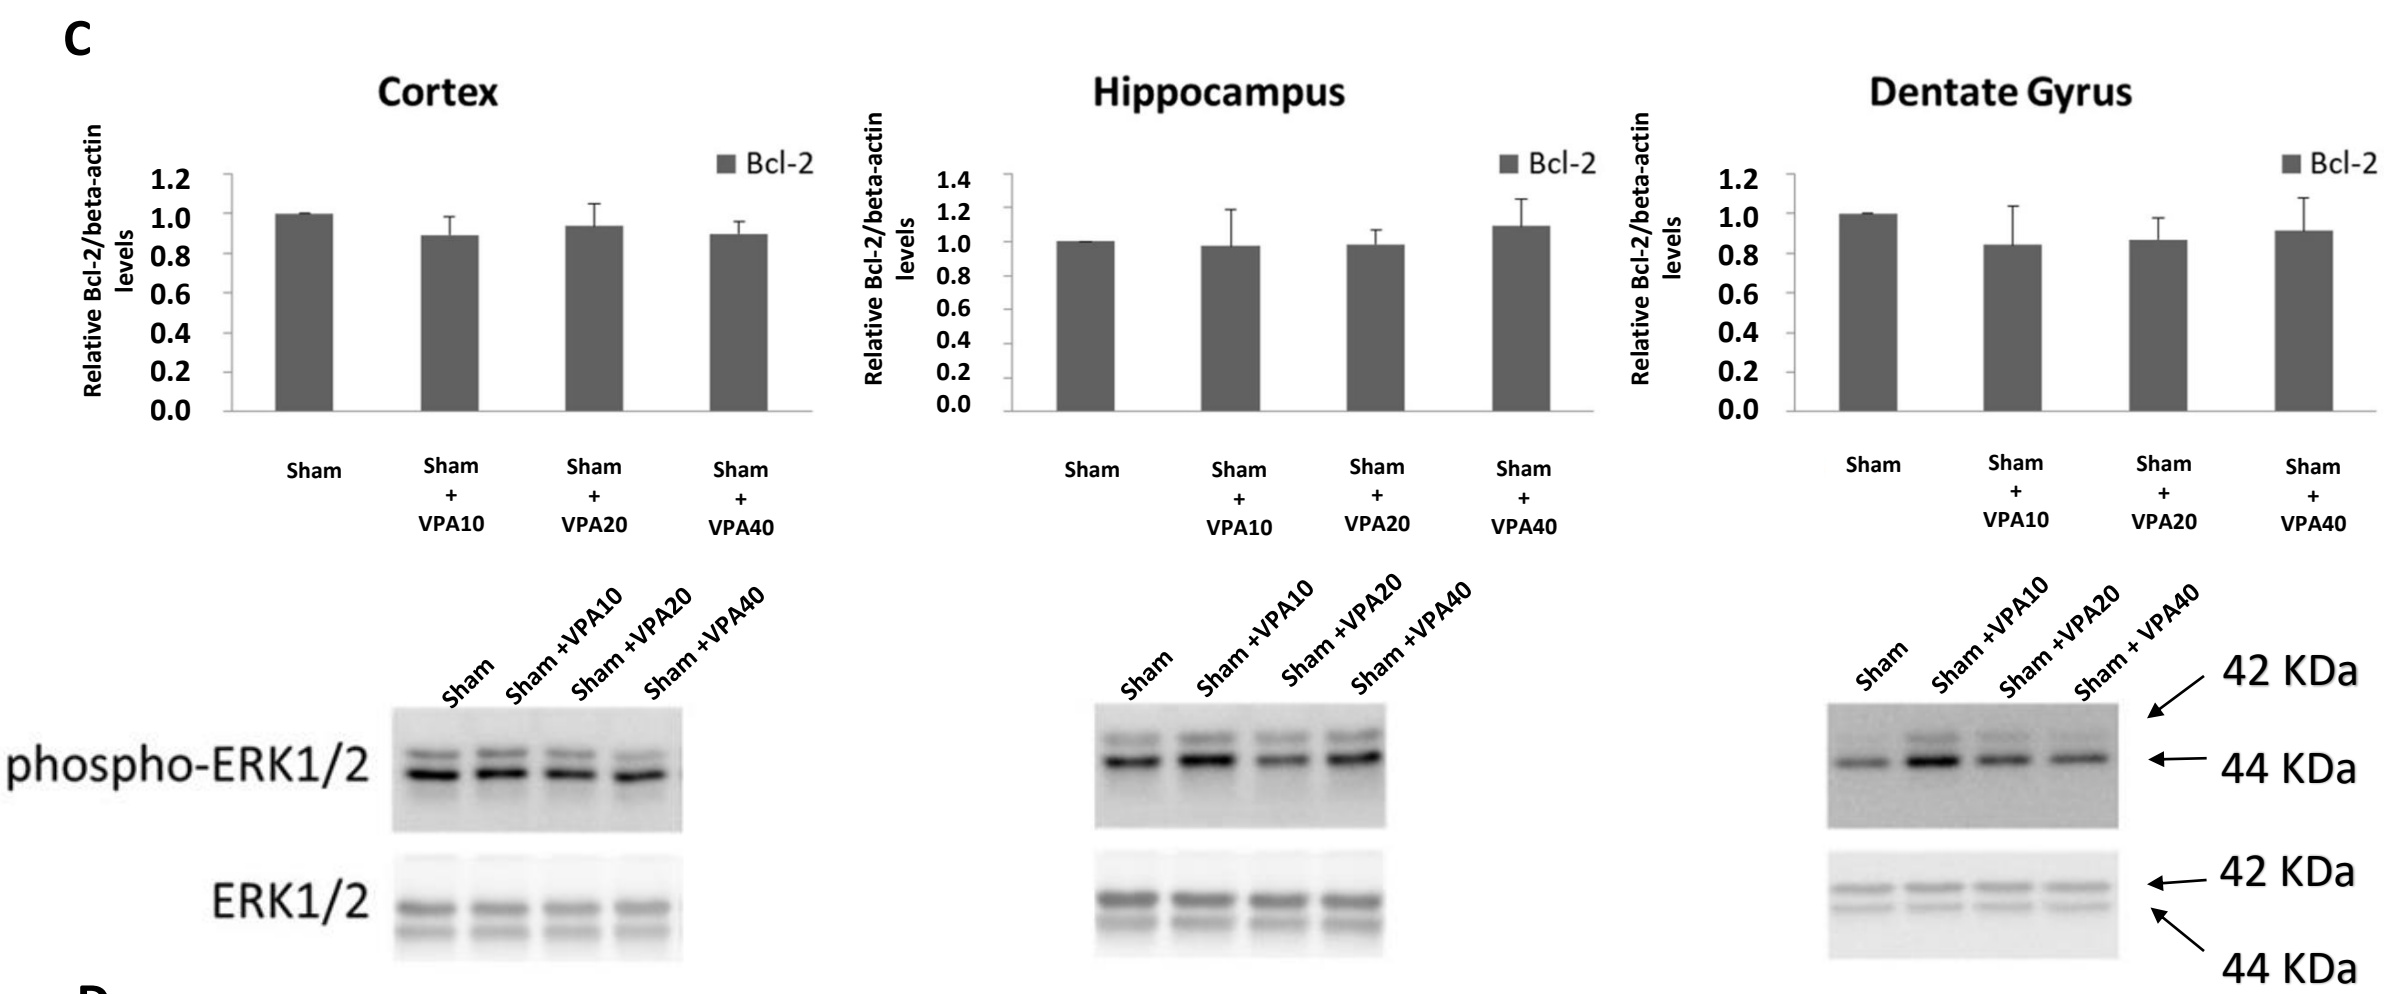 C
Cortex
Relative Bcl-2/beta-actin
levels
Bcl-2
1.2
1.0
0.8
0.6
0.4
0.2
0.0
Sham
Sham
+
VPA10
Sham
+
VPA20
Sham
+
VPA40
Hippocampus
Relative Bcl-2/beta-actin
levels
Bcl-2
1.4
1.2
1.0
0.8
0.6
0.4
0.2
0.0
Sham
Sham
+
VPA10
Sham
+
VPA20
Sham
+
VPA40
Dentate Gyrus
Relative Bcl-2/beta-actin
levels
Bcl-2
1.2
1.0
0.8
0.6
0.4
0.2
0.0
Sham
Sham
+
VPA10
Sham
+
VPA20
Sham
+
VPA40
Sham
Sham +VPA10
Sham +VPA20
Sham +VPA40
Sham
Sham +VPA10
Sham +VPA20
Sham +VPA40
Sham
Sham +VPA10
Sham +VPA20
Sham + VPA40
phospho-ERK1/2
42 KDa
44 KDa
ERK1/2
42 KDa
44 KDa